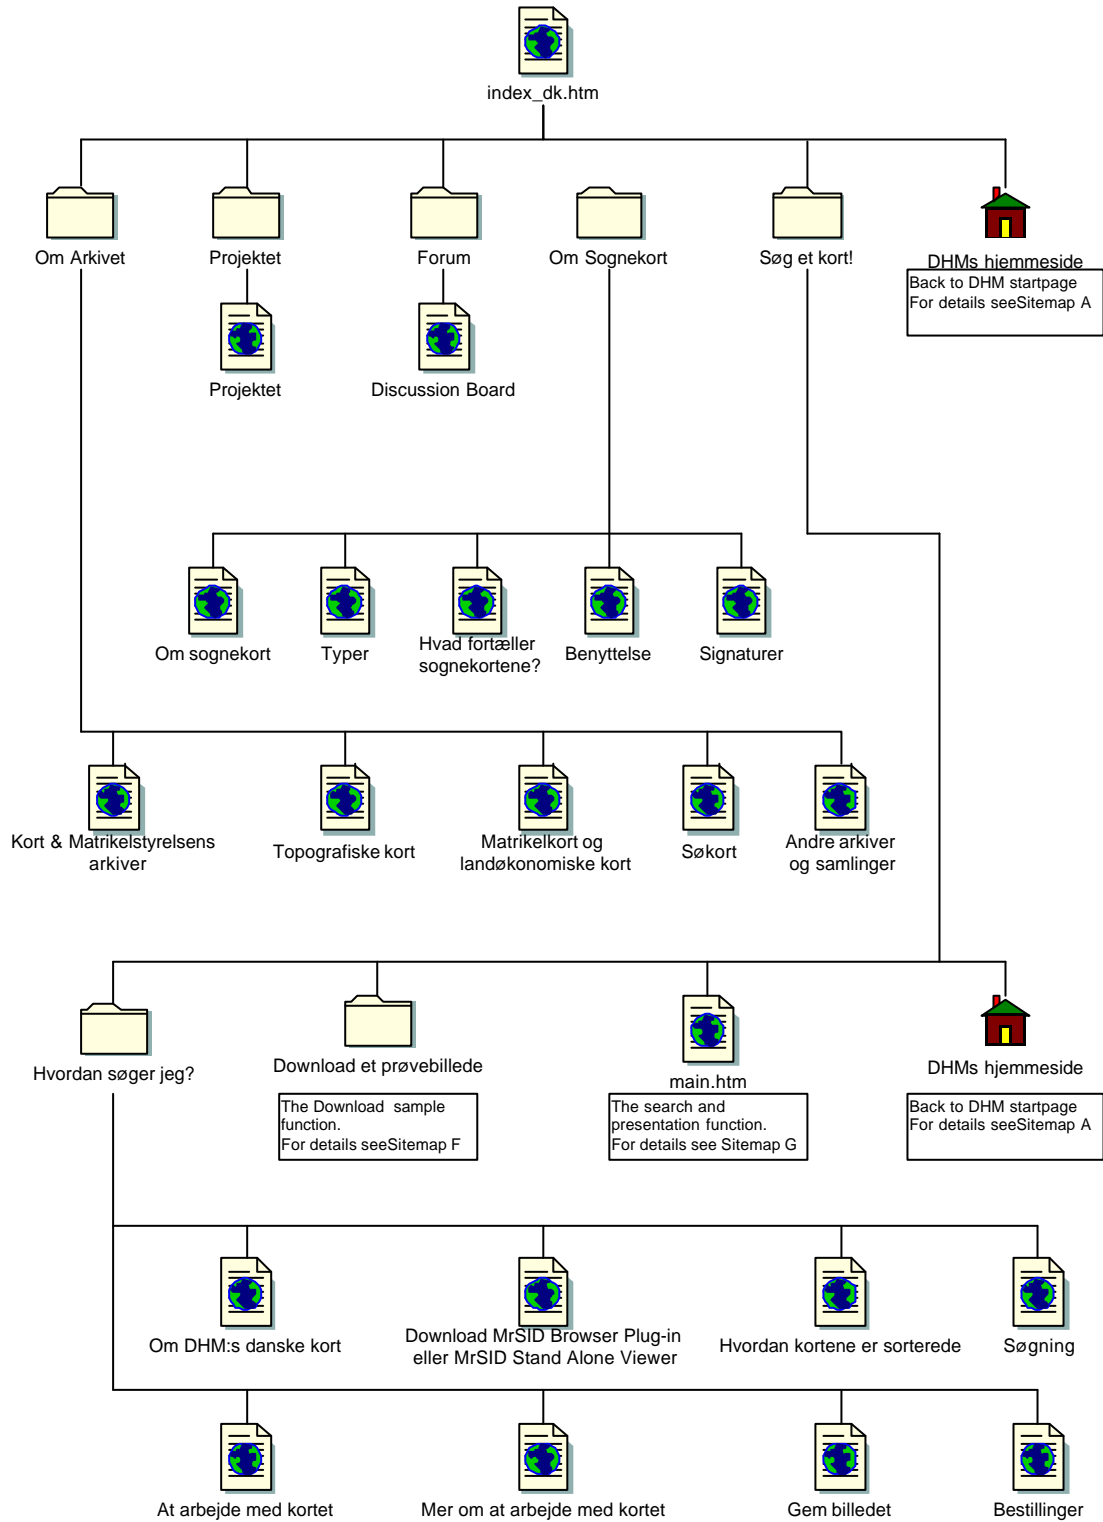 index_dk.htm
Om Arkivet
Projektet
Forum
Om Sognekort
Søg et kort!
DHMs hjemmeside
Back to DHM startpage
For details seeSitemap A
Projektet
Discussion Board
Om sognekort
Typer
Hvad fortæller
sognekortene?
Benyttelse
Signaturer
Kort & Matrikelstyrelsens
arkiver
Topografiske kort
Matrikelkort og
landøkonomiske kort
Søkort
Andre arkiver
og samlinger
Hvordan søger jeg?
Download et prøvebillede
The Download sample
function.
For details seeSitemap F
main.htm
The search and
presentation function.
For details see Sitemap G
DHMs hjemmeside
Back to DHM startpage
For details seeSitemap A
Om DHM:s danske kort
Download MrSID Browser Plug-in
eller MrSID Stand Alone Viewer
Hvordan kortene er sorterede
Søgning
At arbejde med kortet
Mer om at arbejde med kortet
Gem billedet
Bestillinger